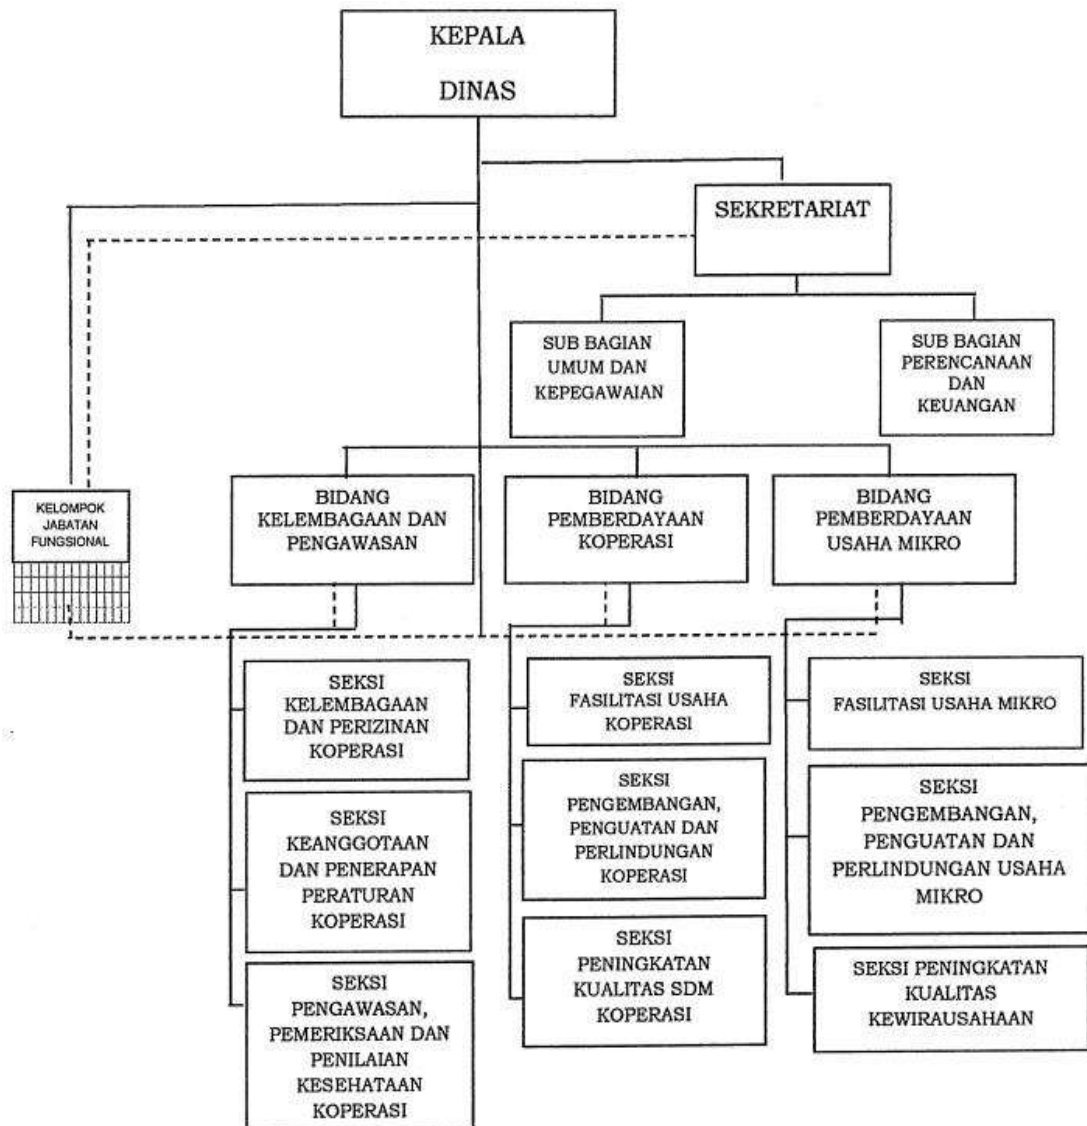 KEPALA
DINAS
SEKRETARIAT
SUB BAGIAN
UMUM DAN
KEPEGAWAIAN
SUB BAGIAN
PERENCANAAN
DAN
KEUANGAN
KELOMPOK
JABATAN
FUNGSIONAL
BIDANG
KELEMBAGAAN DAN
PENGAWASAN
BIDANG
PEMBERDAYAAN
KOPERASI
BIDANG
PEMBERDAYAAN
USAHA MIKRO
SEKSI
KELEMBAGAAN
DAN PERIZINAN
KOPERASI
SEKSI
KEANGGOTAAN
DAN PENERAPAN
PERATURAN
KOPERASI
SEKSI
PENGAWASAN,
PEMERIKSAAN DAN
PENILAIAN
KESEHATAAN
KOPERASI
SEKSI
FASILITASI USAHA
KOPERASI
SEKSI
PENGEMBANGAN,
PENGUATAN DAN
PERLINDUNGAN
KOPERASI
SEKSI
PENINGKATAN
KUALITAS SDM
KOPERASI
SEKSI
FASILITASI USAHA MIKRO
SEKSI
PENGEMBANGAN,
PENGUATAN DAN
PERLINDUNGAN USAHA
MIKRO
SEKSI PENINGKATAN
KUALITAS
KEWIRAUSAHAAN